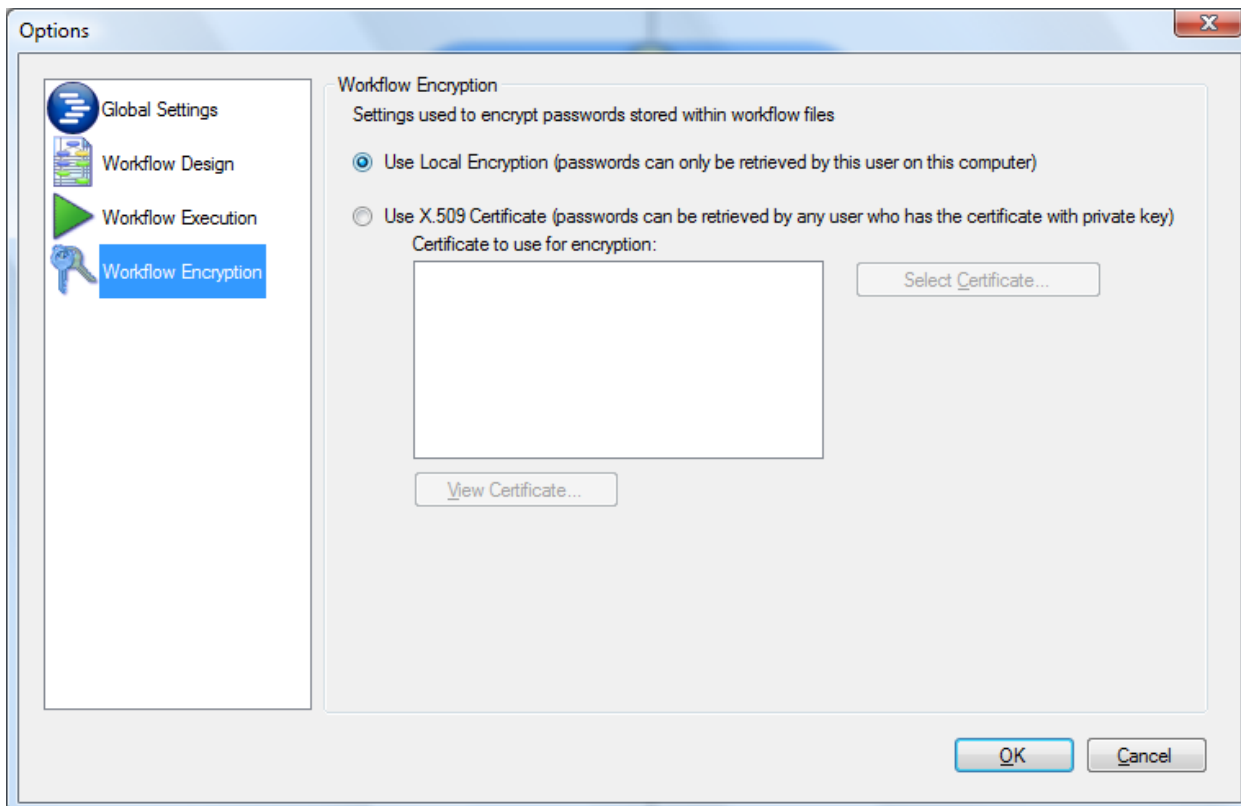 Options
Global Settings
Workflow Design
Workflow Execution
Workflow Encryption
Workflow Encryption
Settings used to encrypt passwords stored within workflow files
Use Local Encryption (passwords can only be retrieved by this user on this computer)
Use X.509 Certificate (passwords can be retrieved by any user who has the certificate with private key)
Certificate to use for encryption:
Select Certificate...
View Certificate...
OK
Cancel